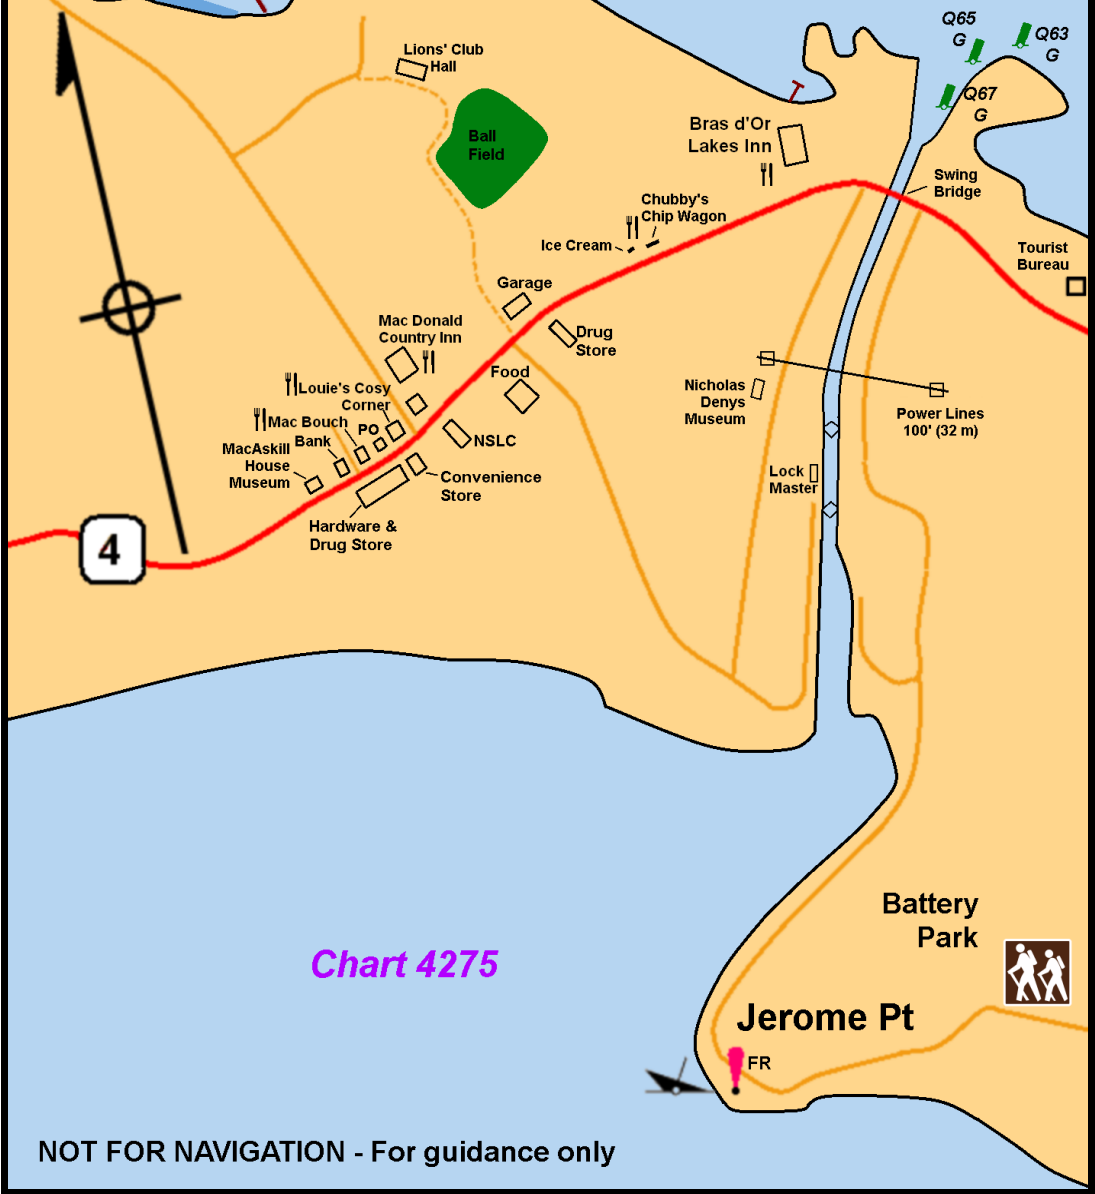 Q65
G
Q63
G
Lions' Club
Hall
Q67
G
Bras d'Or
Lakes Inn
Ball
Field
Swing
Bridge
Chubby's
Chip Wagon
Ice Cream
Tourist
Bureau
Garage
Mac Donald
Country Inn
Drug
Store
Food
Louie's Cosy
Corner
Nicholas
Denys
Museum
Power Lines
100' (32 m)
Mac Bouch
PO
Bank
NSLC
MacAskill
House
Museum
Convenience
Store
Lock
Master
Hardware &
Drug Store
4
Battery
Park
Chart 4275
Jerome Pt
FR
NOT FOR NAVIGATION - For guidance only